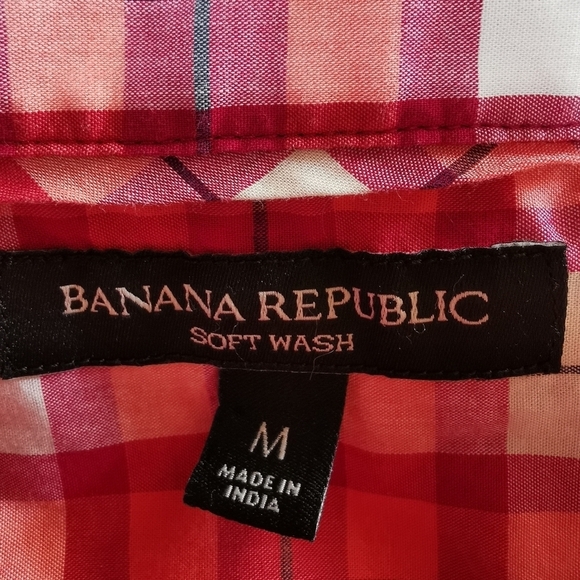 BANANA REPUBLIC
SOFT WASH
M
MADE IN
INDIA